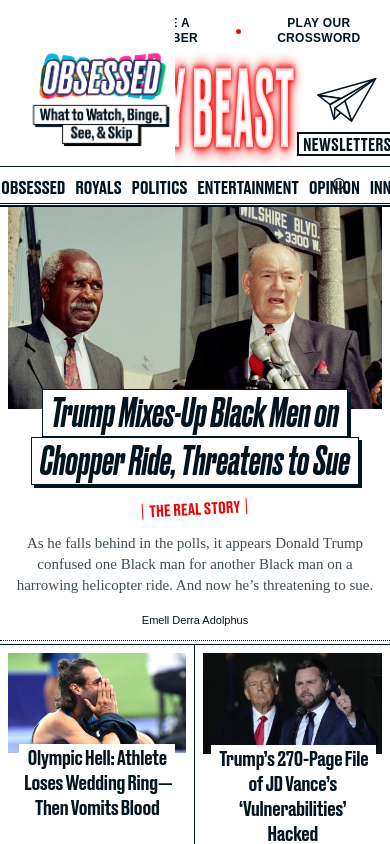 E A
BER
PLAY OUR
CROSSWORD
OBSESSED
What to Watch, Binge,
See, & Skip
Y BEAST
NEWSLETTERS
OBSESSED ROYALS POLITICS ENTERTAINMENT OPINION INN
WILSHIRE BLVD.
3300 W.
Trump Mixes-Up Black Men on
Chopper Ride, Threatens to Sue
THE REAL STORY
As he falls behind in the polls, it appears Donald Trump
confused one Black man for another Black man on a
harrowing helicopter ride. And now he’s threatening to sue.
Emell Derra Adolphus
Olympic Hell: Athlete
Loses Wedding Ring—
Then Vomits Blood
Trump’s 270-Page File
of JD Vance’s
‘Vulnerabilities’
Hacked